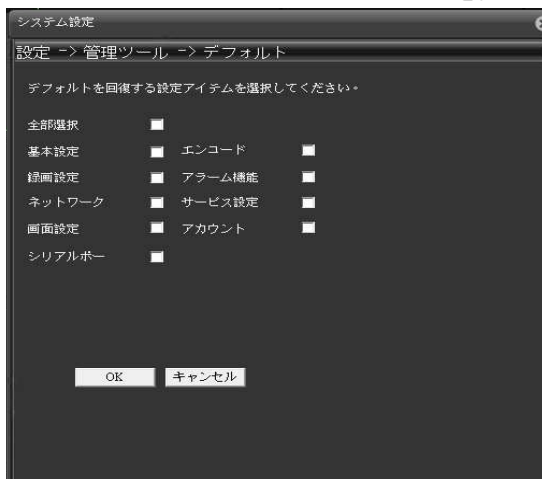 システム設定
設定 -> 管理ツール -> デフォルト
デフォルトを回復する設定アイテムを選択してください。
全部選択
基本設定 エンコード
録画設定 アラーム機能
ネットワーク サービス設定
画面設定 アカウント
シリアルポー
OK キャンセル